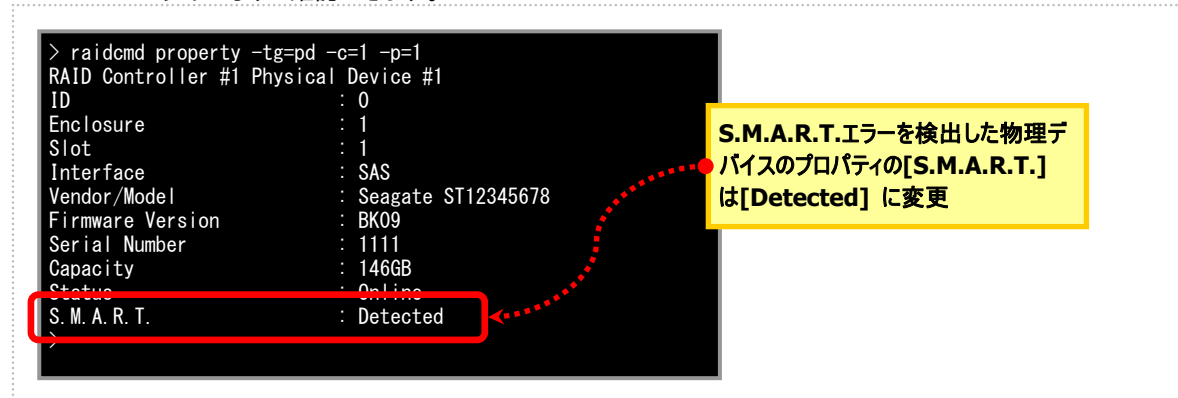 > raidcmd property -tg=pd -c=1 -p=1
RAID Controller #1 Physical Device #1
ID : 0
Enclosure : 1
Slot : 1
Interface : SAS
Vendor/Model : Seagate ST12345678
Firmware Version : BK09
Serial Number : 1111
Capacity : 146GB
Status : Online
S.M.A.R.T. : Detected
>
S.M.A.R.T.エラーを検出した物理デ
バイスのプロパティの[S.M.A.R.T.]
は[Detected] に変更